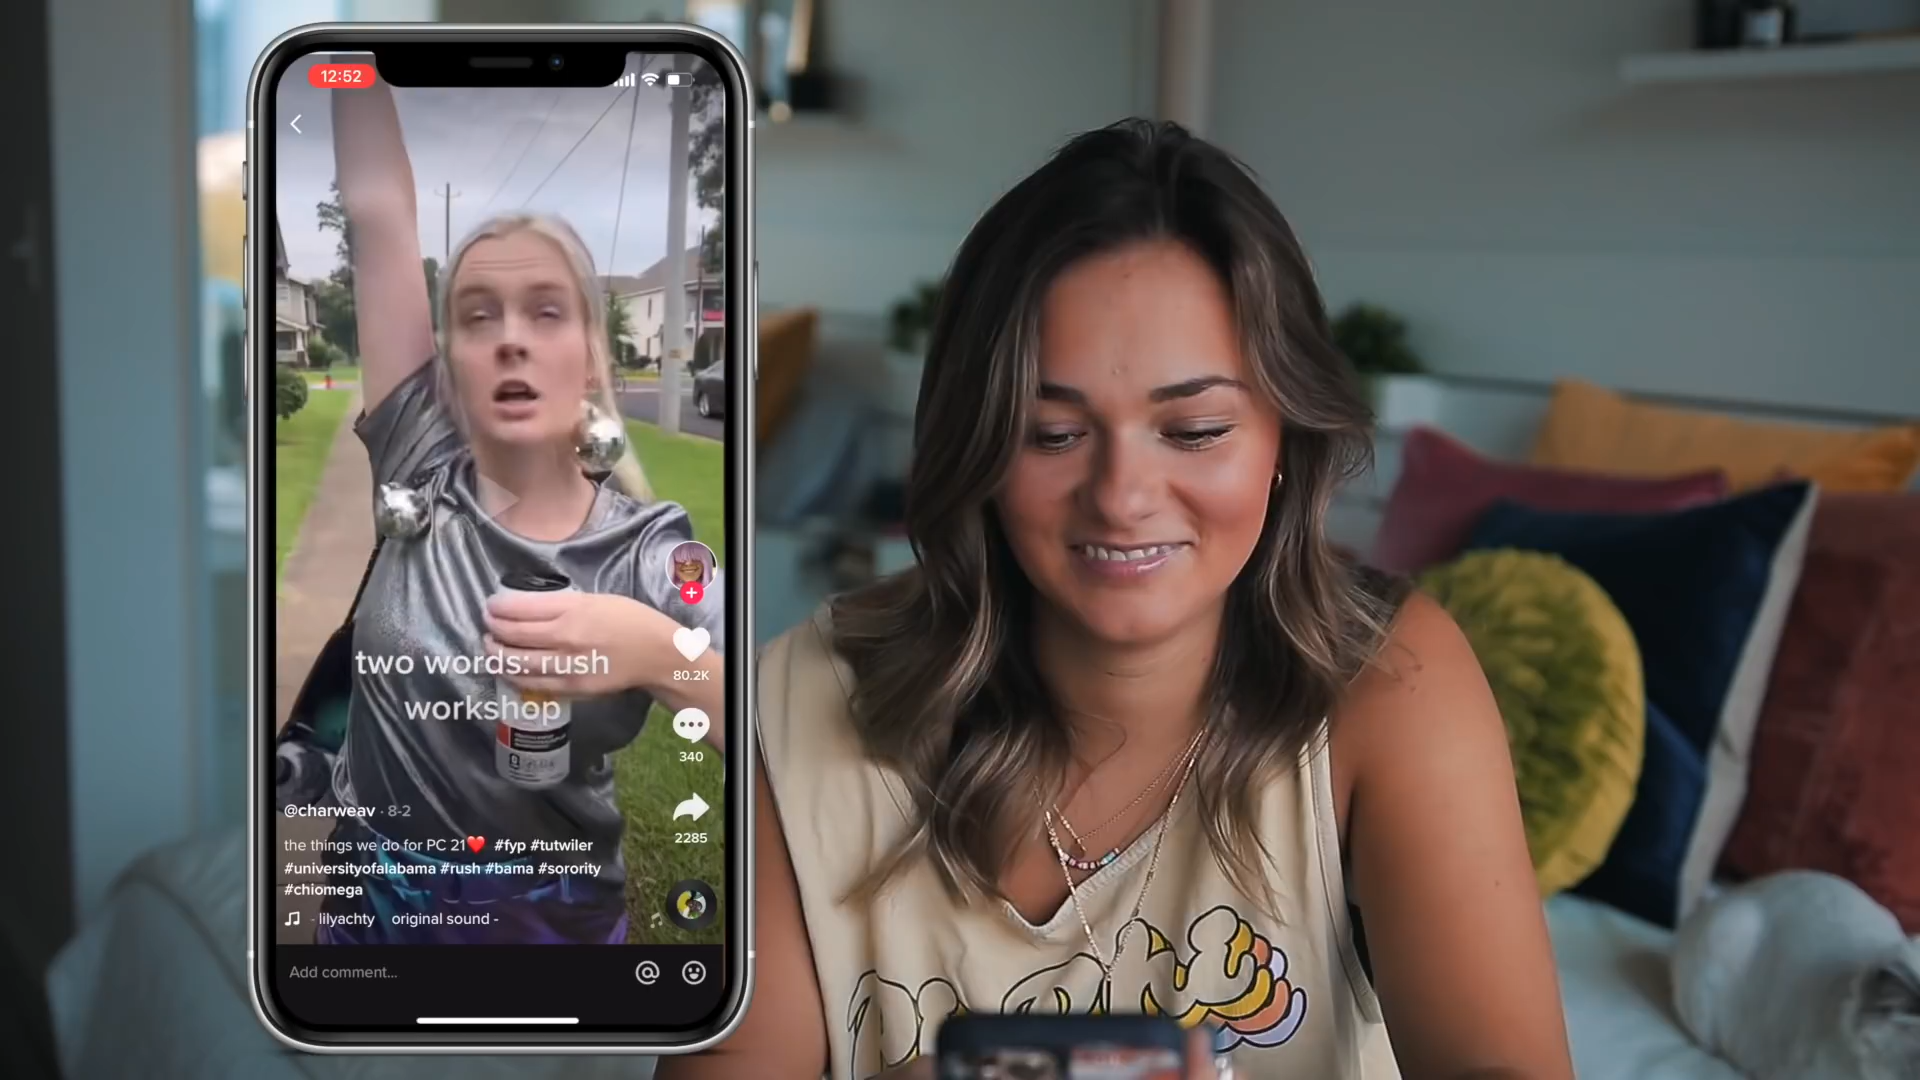 12:52
two words: rush
workshop
80.2K
340
2285
@charweav · 8-2
the things we do for PC 21❤️ #fyp #tutwiler
#universityofalabama #rush #bama #sorority
#chiomega
- lilyachty original sound -
Add comment...